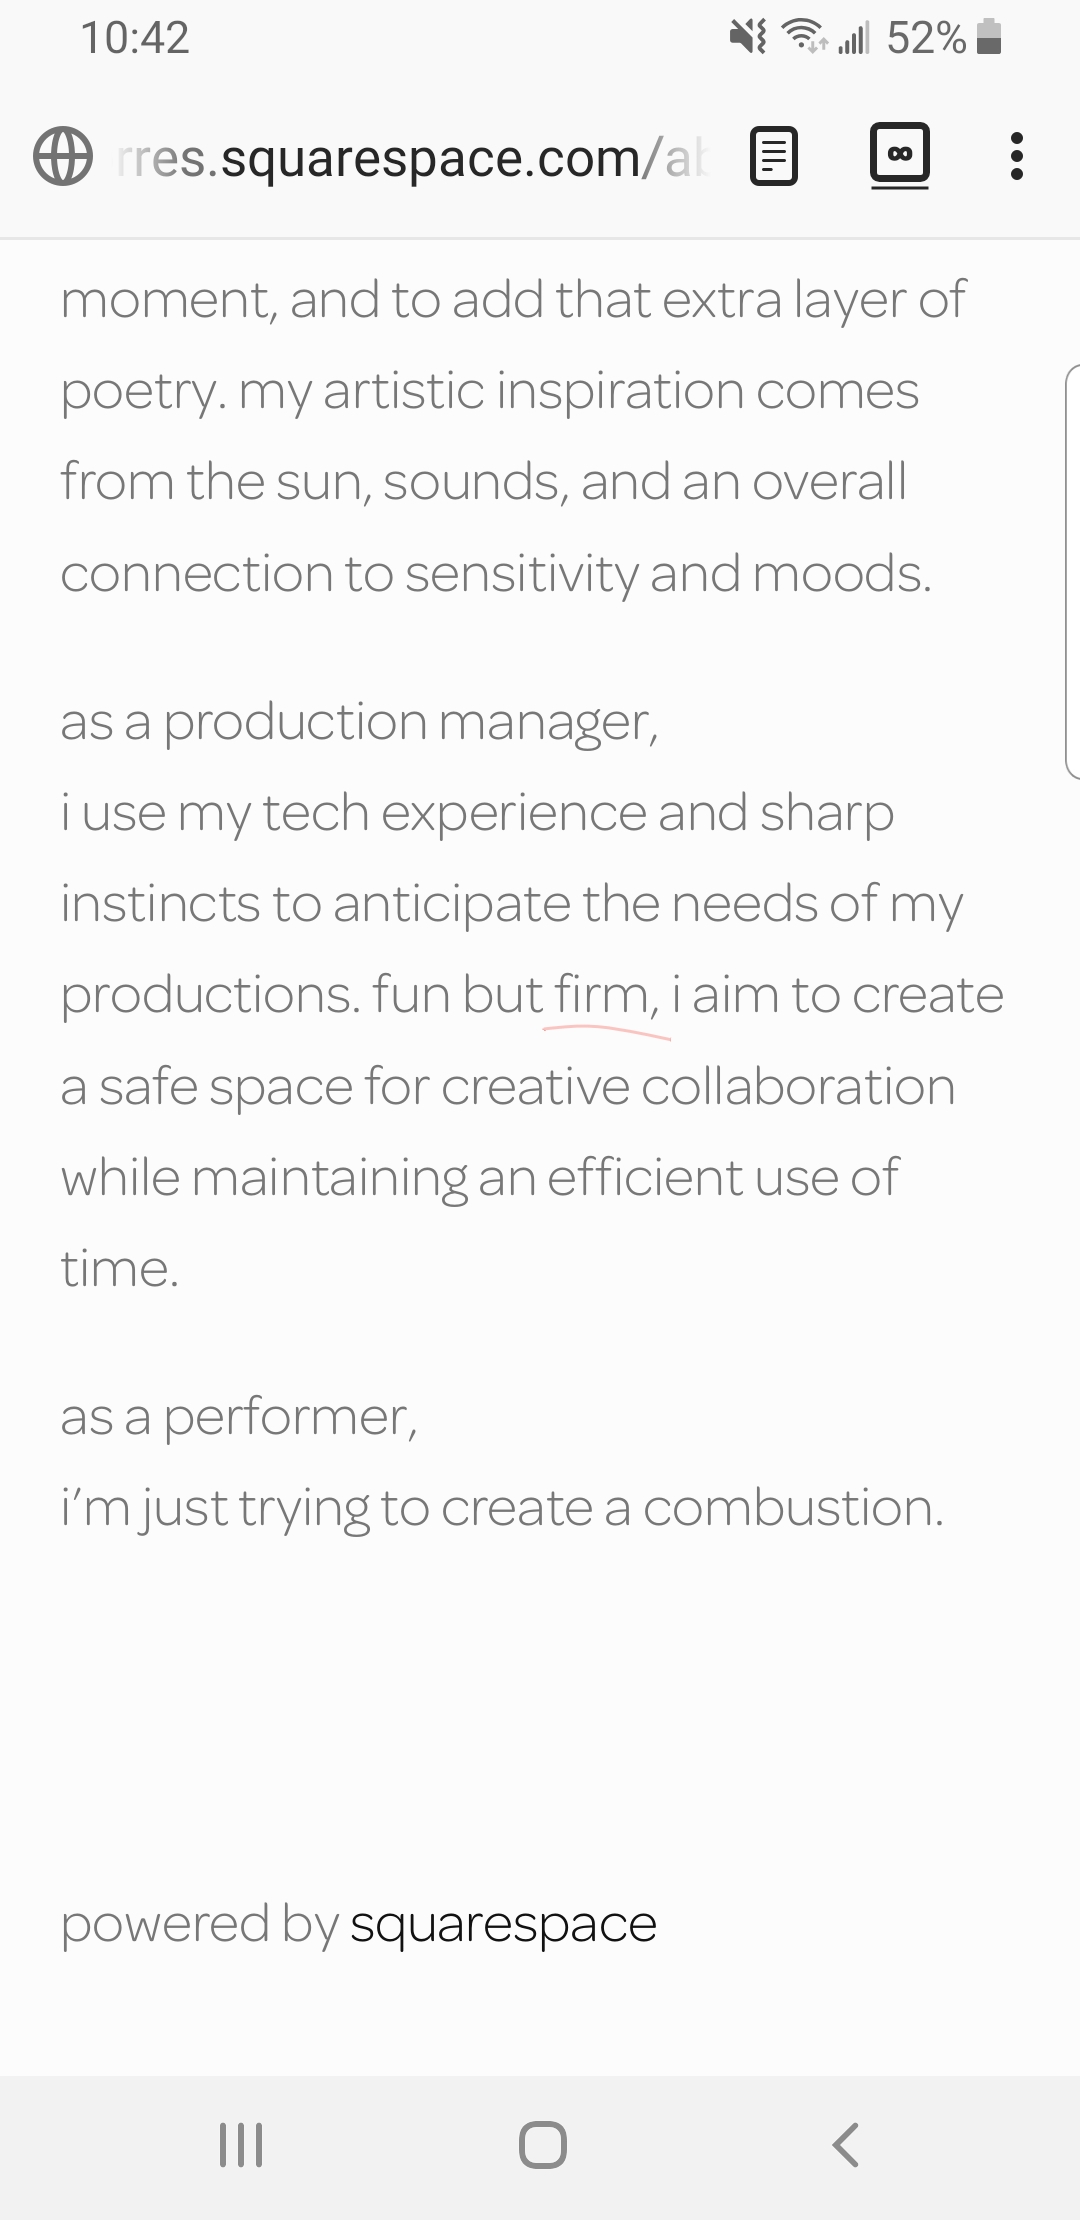 10:42
52%
rres.squarespace.com/ab
moment, and to add that extra layer of
poetry. my artistic inspiration comes
from the sun, sounds, and an overall
connection to sensitivity and moods.
as a production manager,
i use my tech experience and sharp
instincts to anticipate the needs of my
productions. fun but firm, i aim to create
a safe space for creative collaboration
while maintaining an efficient use of
time.
as a performer,
i’m just trying to create a combustion.
powered by squarespace